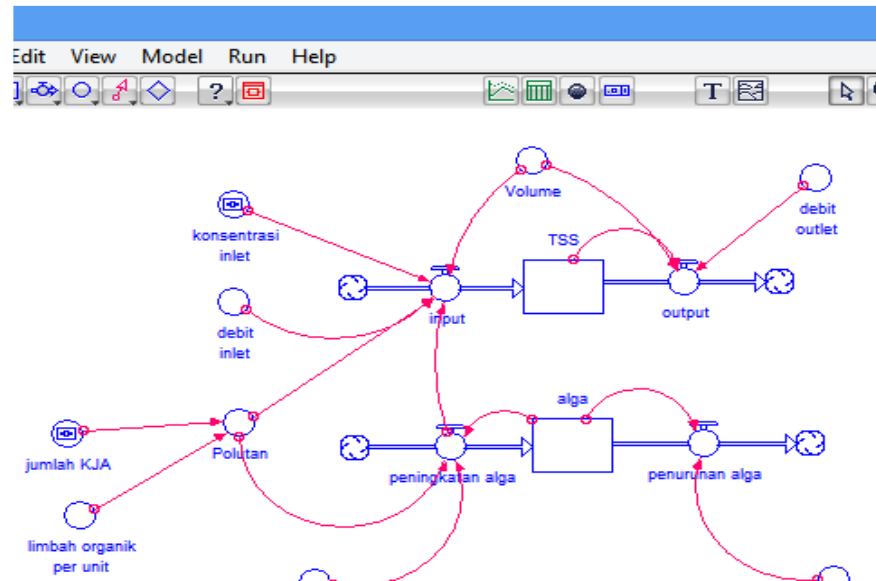 Edit View Model Run Help
? T
Volume
debit
outlet
konsentrasi
inlet
TSS
input
output
debit
inlet
alga
jumlah KJA
Polutan
peningkatan alga
penurunan alga
limbah organik
per unit